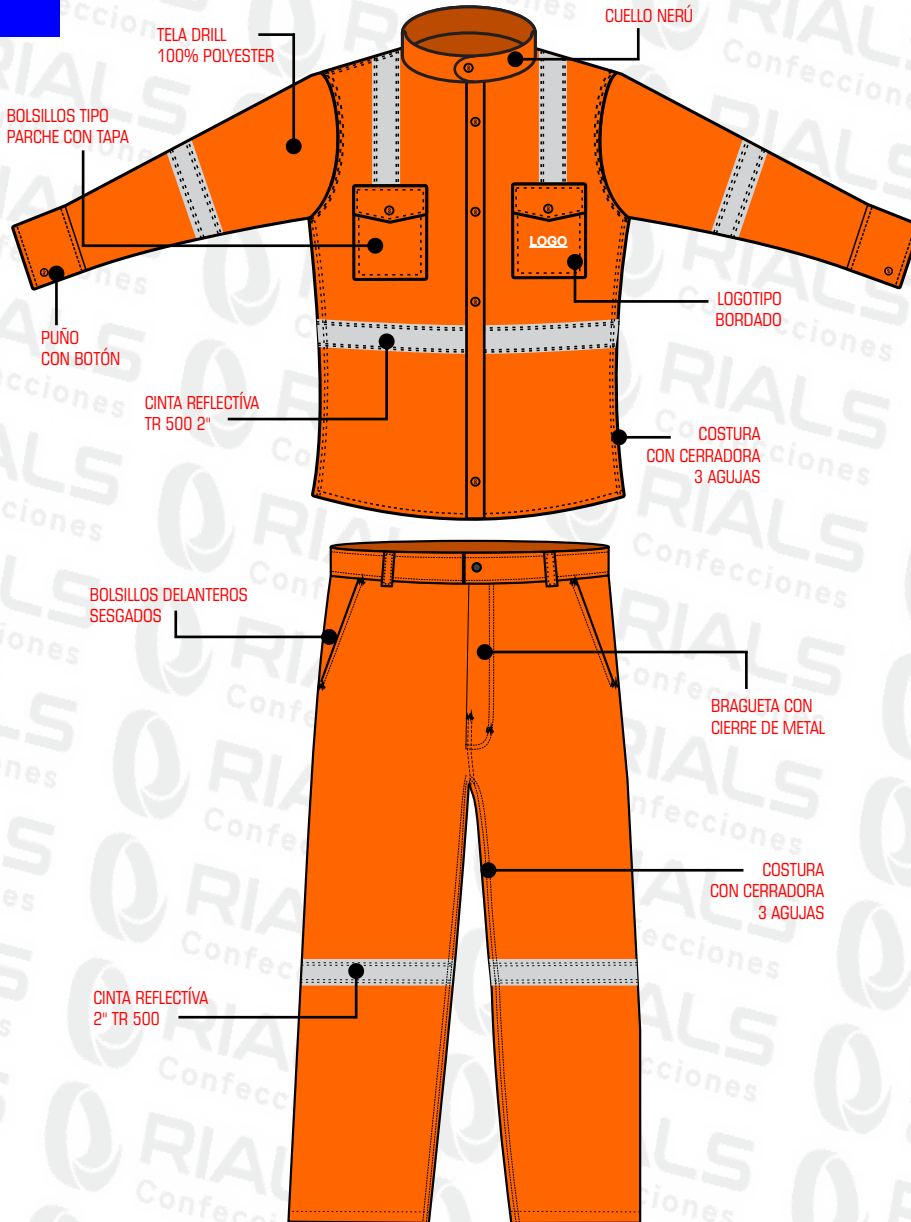 CUELLO NERÚ
TELA DRILL
100% POLYESTER
BOLSILLOS TIPO
PARCHE CON TAPA
LOGO
LOGOTIPO
BORDADO
PUÑO
CON BOTÓN
CINTA REFLECTÍVA
TR 500 2"
COSTURA
CON CERRADORA
3 AGUJAS
BOLSILLOS DELANTEROS
SESGADOS
BRAGUETA CON
CIERRE DE METAL
COSTURA
CON CERRADORA
3 AGUJAS
CINTA REFLECTÍVA
2" TR 500
RIALS
Confecciones